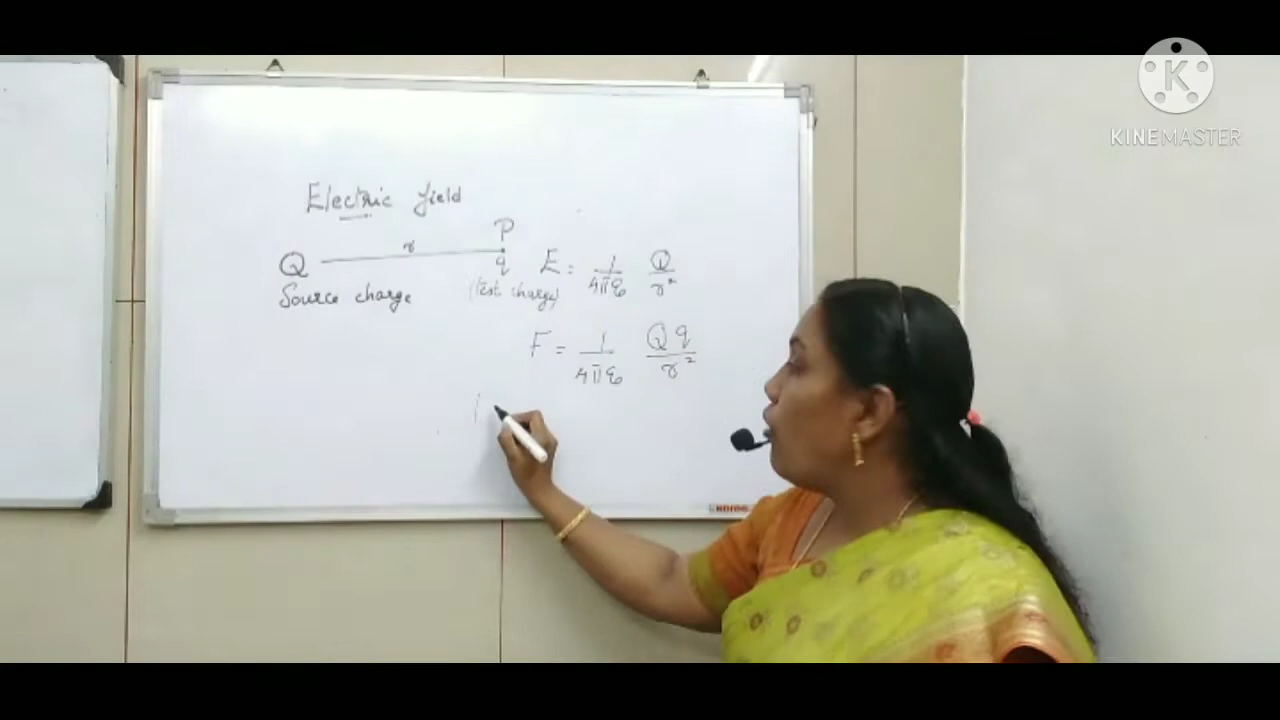 KINEMASTER
Electric field
Q r P
q
Source charge (test charge)
E = 1/4πε₀ Q/r²
F = 1/4πε₀ Qq/r²